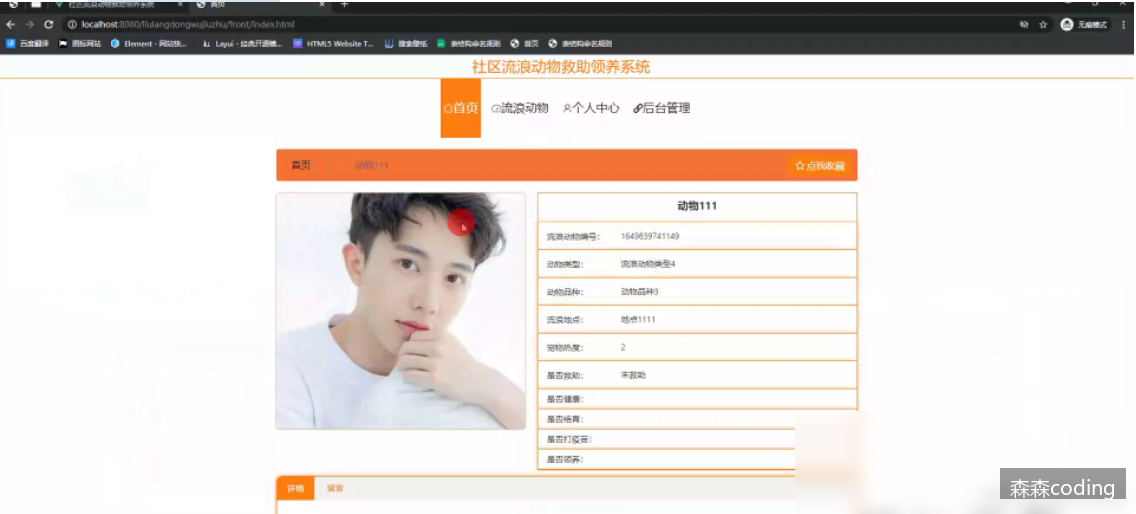 社区流浪动物救助领养系统
首页
localhost:8080/liulangdongwujiuzhu/front/index.html
无痕模式
百度翻译 图标网站 Element - 网站快... Layui - 经典开源模... HTML5 Website T... 搜索壁纸 表结构命名规则 首页 表结构命名规则
社区流浪动物救助领养系统
首页 流浪动物 个人中心 后台管理
首页 动物111 点我收藏
动物111
流浪动物编号: 1649839741149
动物类型: 流浪动物类型4
动物品种: 动物品种3
流浪地点: 地点1111
宠物热度: 2
是否救助: 未救助
是否健康:
是否绝育:
是否打疫苗:
是否领养:
详情 留言
森森coding